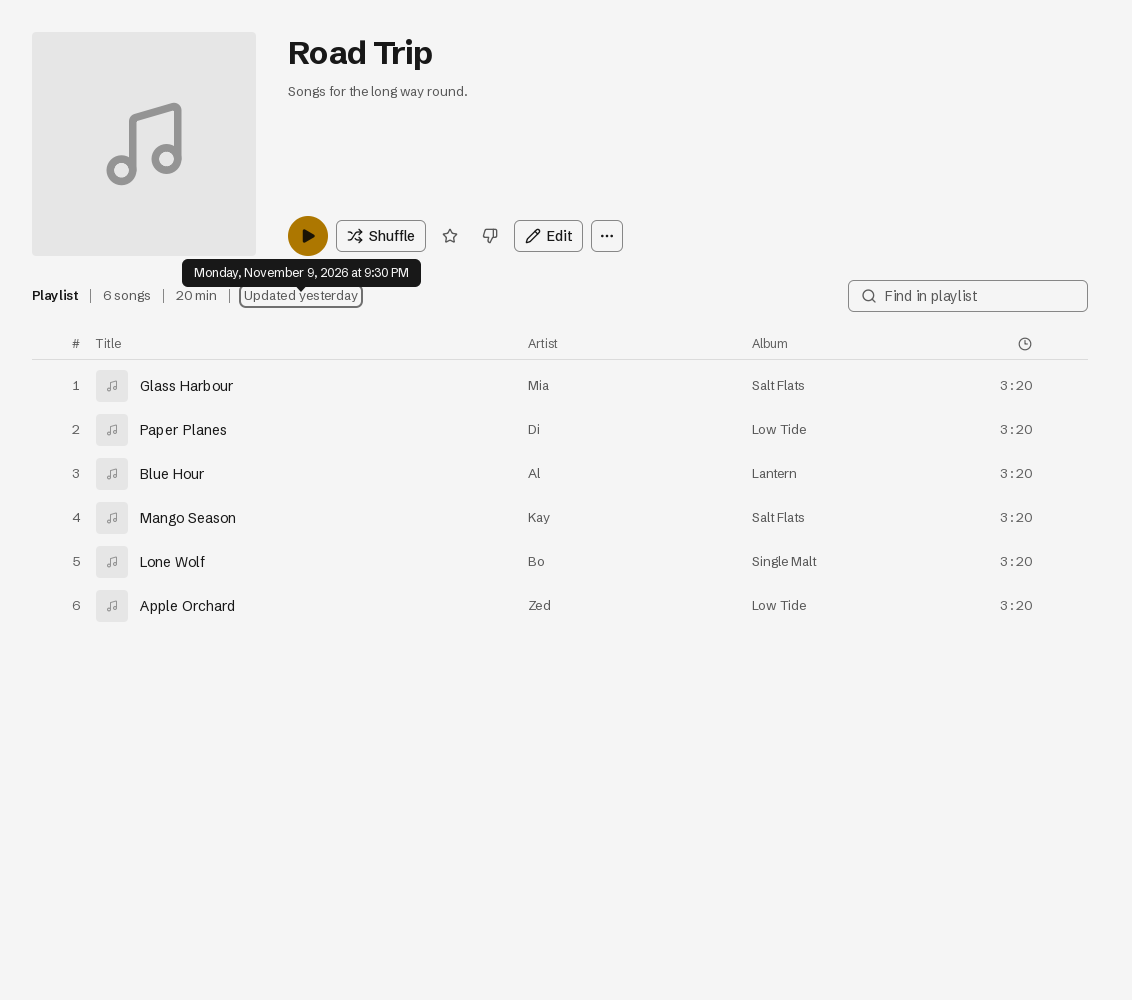 Road Trip
Songs for the long way round.
Shuffle
Edit
Monday, November 9, 2026 at 9:30 PM
Playlist 6 songs 20 min Updated yesterday Find in playlist
# Title Artist Album
1 Glass Harbour Mia Salt Flats 3:20
2 Paper Planes Di Low Tide 3:20
3 Blue Hour Al Lantern 3:20
4 Mango Season Kay Salt Flats 3:20
5 Lone Wolf Bo Single Malt 3:20
6 Apple Orchard Zed Low Tide 3:20